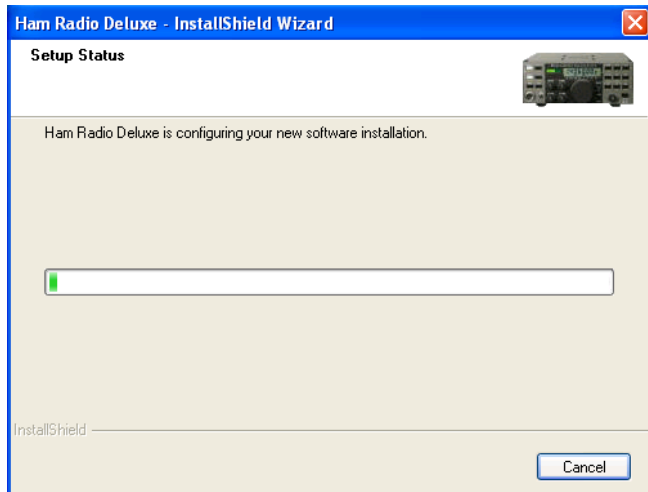 Ham Radio Deluxe - InstallShield Wizard
Setup Status
Ham Radio Deluxe is configuring your new software installation.
InstallShield
Cancel